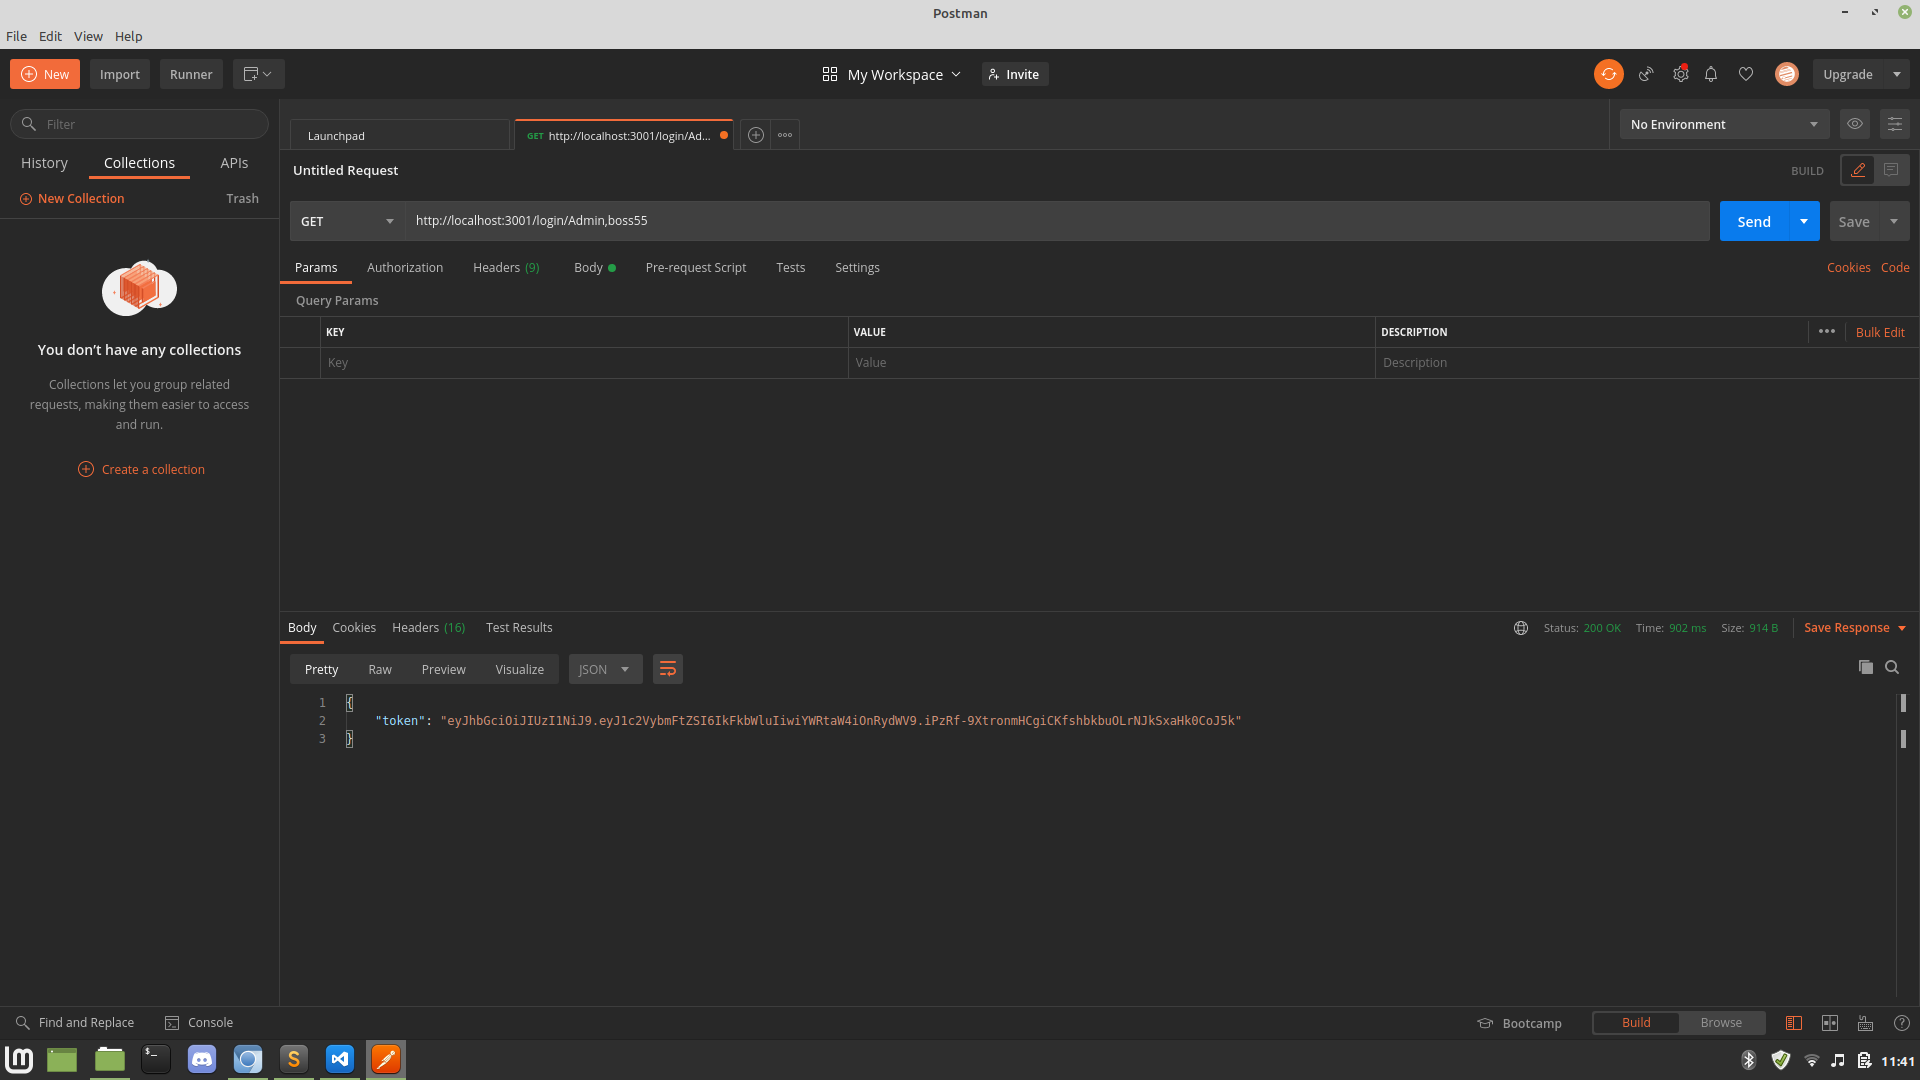 Postman
File Edit View Help
New Import Runner My Workspace Invite Upgrade
Filter
Launchpad GET http://localhost:3001/login/Ad... No Environment
History Collections APIs
Untitled Request BUILD
New Collection Trash
GET http://localhost:3001/login/Admin,boss55 Send Save
Params Authorization Headers (9) Body Pre-request Script Tests Settings Cookies Code
Query Params
KEY VALUE DESCRIPTION Bulk Edit
Key Value Description
You don’t have any collections
Collections let you group related
requests, making them easier to access
and run.
Create a collection
Body Cookies Headers (16) Test Results Status: 200 OK Time: 902 ms Size: 914 B Save Response
Pretty Raw Preview Visualize JSON
1 {
2 "token": "eyJhbGciOiJIUzI1NiJ9.eyJ1c2VybmFtZSI6IkFkbWluIiwiYWRtaW4iOnRydWV9.iPzRf-9XtronmHCgiCKfshbkbuOLrNJkSxaHk0CoJ5k"
3 }
Find and Replace Console Bootcamp Build Browse
11:41